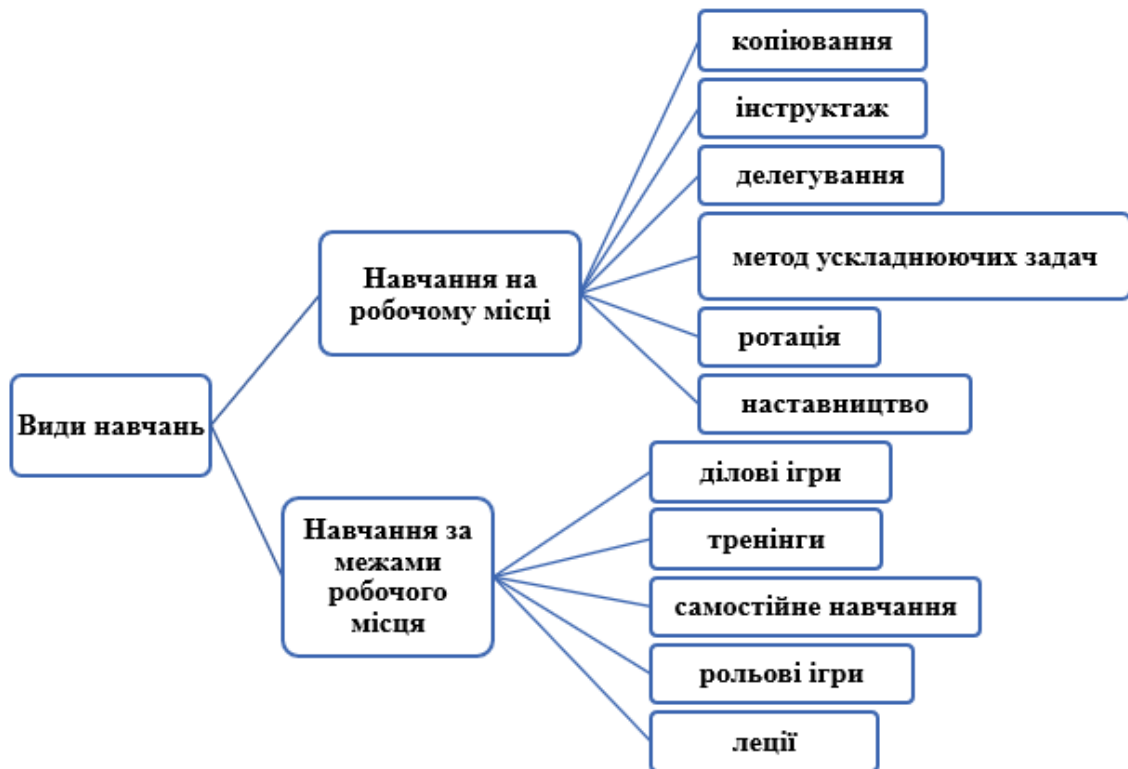 Види навчань
Навчання на
робочому місці
копіювання
інструктаж
делегування
метод ускладнюючих задач
ротація
наставництво
Навчання за
межами
робочого
місця
ділові ігри
тренінги
самостійне навчання
рольові ігри
леції